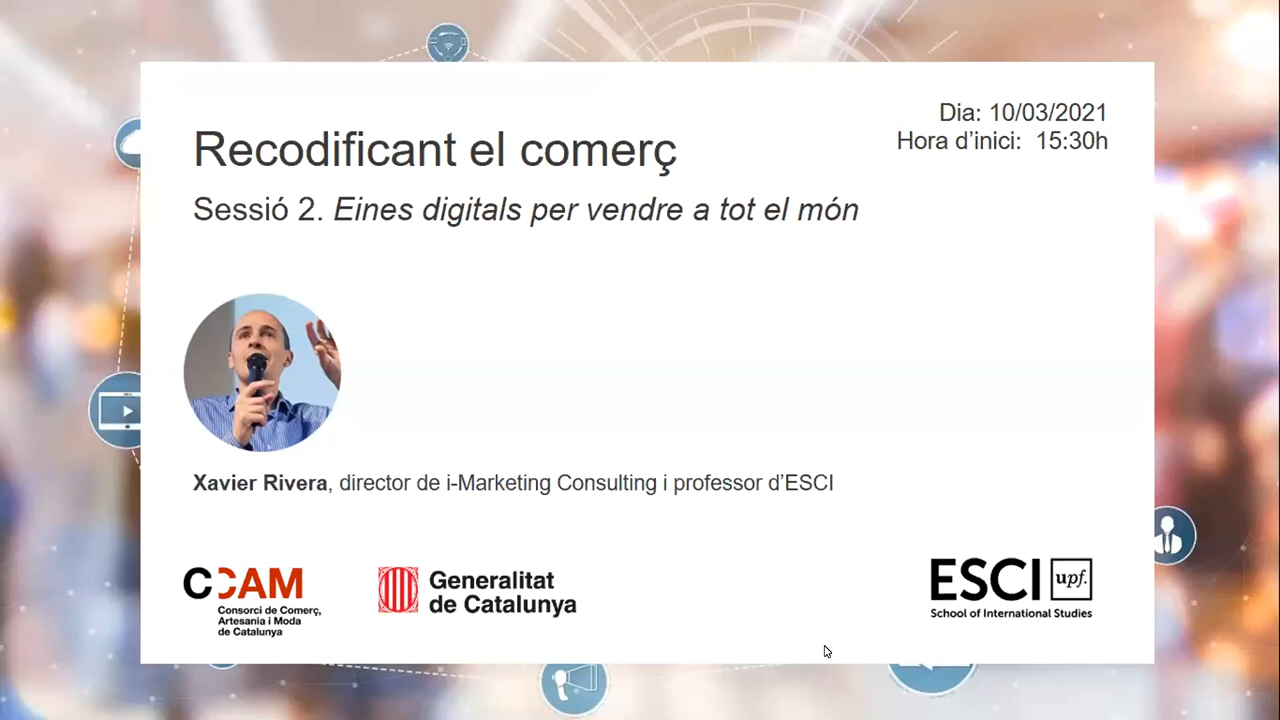 Dia: 10/03/2021
Hora d’inici: 15:30h
Recodificant el comerç
Sessió 2. Eines digitals per vendre a tot el món
Xavier Rivera, director de i-Marketing Consulting i professor d’ESCI
CCAM
Consorci de Comerç,
Artesania i Moda
de Catalunya
Generalitat
de Catalunya
ESCI upf.
School of International Studies